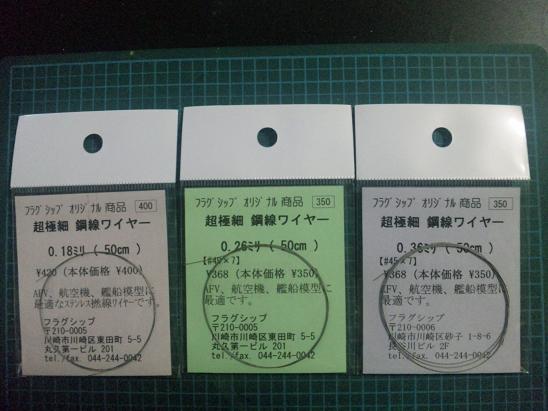 フラグシップ オリジナル 商品 400
超極細 鋼線ワイヤー
0.18ミリ ( 50cm )
¥420 (本体価格 ¥400)
AFV、航空機、艦船模型に
最適なステンレス撚線ワイヤーです。
フラグシップ
〒210-0005
川崎市川崎区東田町 5-5
丸久第一ビル 201
tel./fax. 044-244-0042
フラグシップ オリジナル 商品 350
超極細 鋼線ワイヤー
0.26ミリ ( 50cm )
【#45×7】
¥368 (本体価格 ¥350)
AFV、航空機、艦船模型に
最適です。
フラグシップ
〒210-0005
川崎市川崎区東田町 5-5
丸久第一ビル 201
tel./fax. 044-244-0042
フラグシップ オリジナル 商品 350
超極細 鋼線ワイヤー
0.36ミリ ( 50cm )
¥368 (本体価格 ¥350)
AFV、航空機、艦船模型に
最適です。
フラグシップ
〒210-0006
川崎市川崎区砂子 1-8-6
長谷川ビル 2F
tel./fax. 044-244-0042